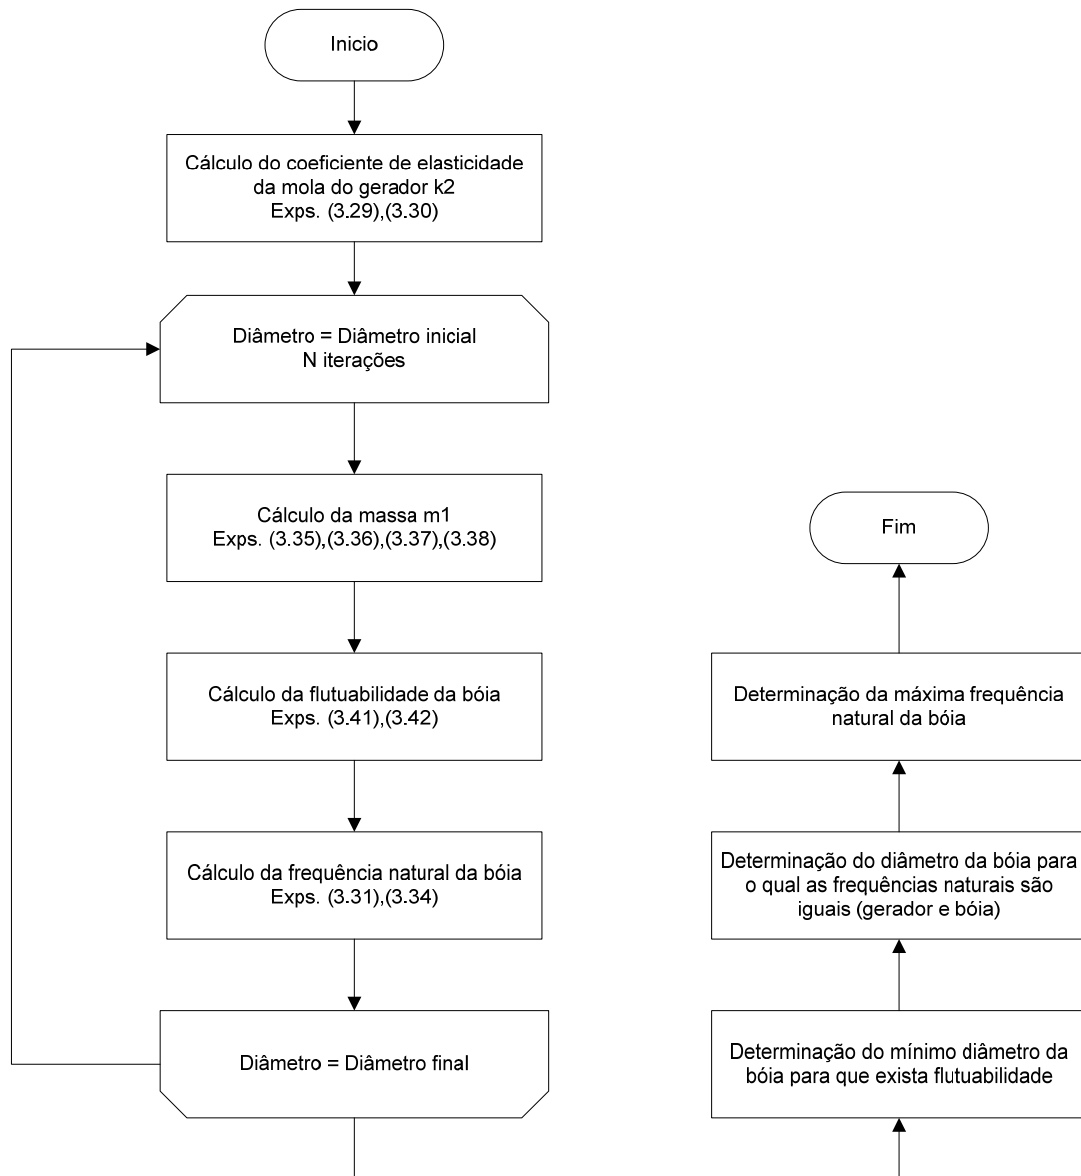 Inicio
Cálculo do coeficiente de elasticidade
da mola do gerador k2
Exps. (3.29),(3.30)
Diâmetro = Diâmetro inicial
N iterações
Cálculo da massa m1
Exps. (3.35),(3.36),(3.37),(3.38)
Cálculo da flutuabilidade da bóia
Exps. (3.41),(3.42)
Cálculo da frequência natural da bóia
Exps. (3.31),(3.34)
Diâmetro = Diâmetro final
Determinação do mínimo diâmetro da
bóia para que exista flutuabilidade
Determinação do diâmetro da bóia para
o qual as frequências naturais são
iguais (gerador e bóia)
Determinação da máxima frequência
natural da bóia
Fim